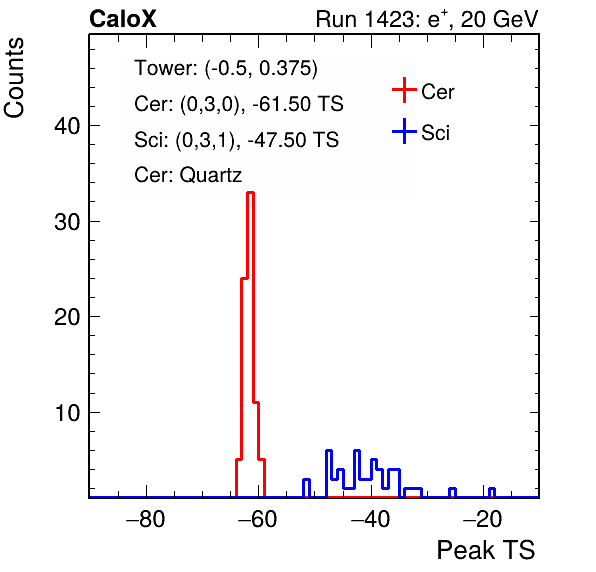 CaloX Run 1423: e+, 20 GeV
Counts
Tower: (-0.5, 0.375)
Cer: (0,3,0), -61.50 TS
Sci: (0,3,1), -47.50 TS
Cer: Quartz
Cer
Sci
40
30
20
10
−80 −60 −40 −20
Peak TS